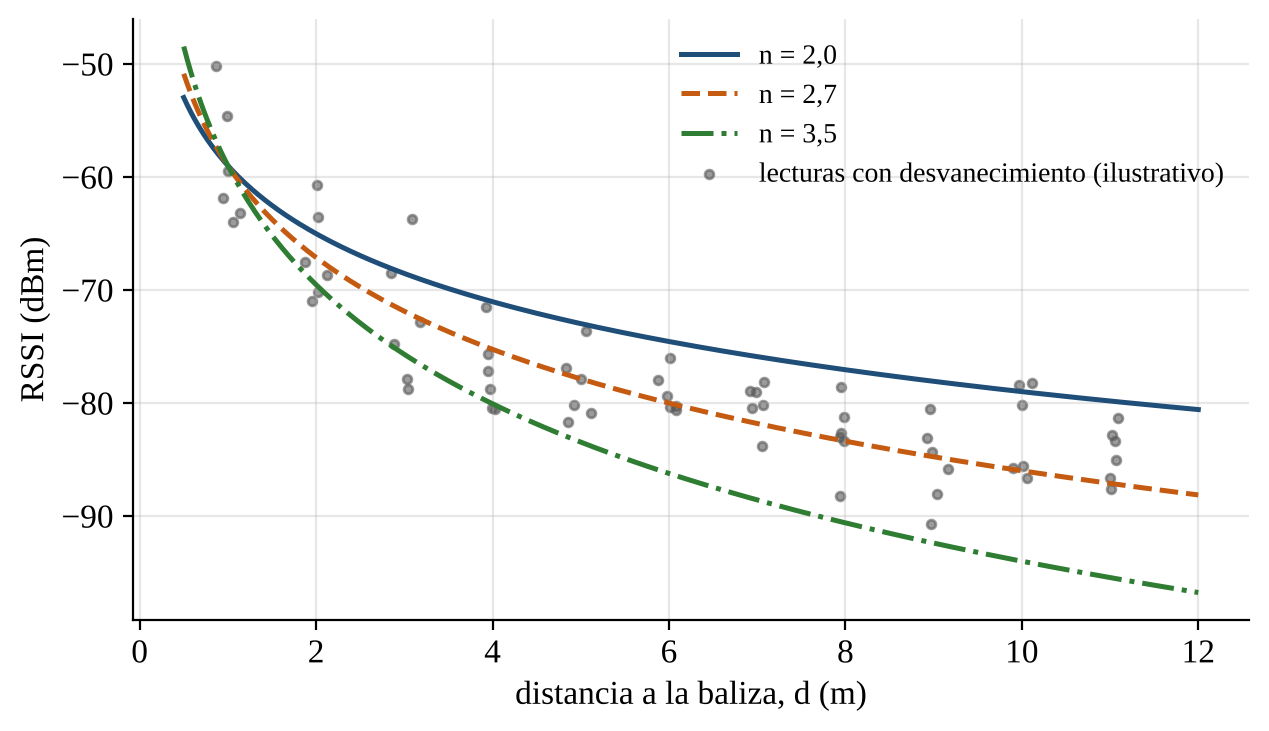 n = 2,0
n = 2,7
n = 3,5
lecturas con desvanecimiento (ilustrativo)
RSSI (dBm)
−50
−60
−70
−80
−90
0 2 4 6 8 10 12
distancia a la baliza, d (m)